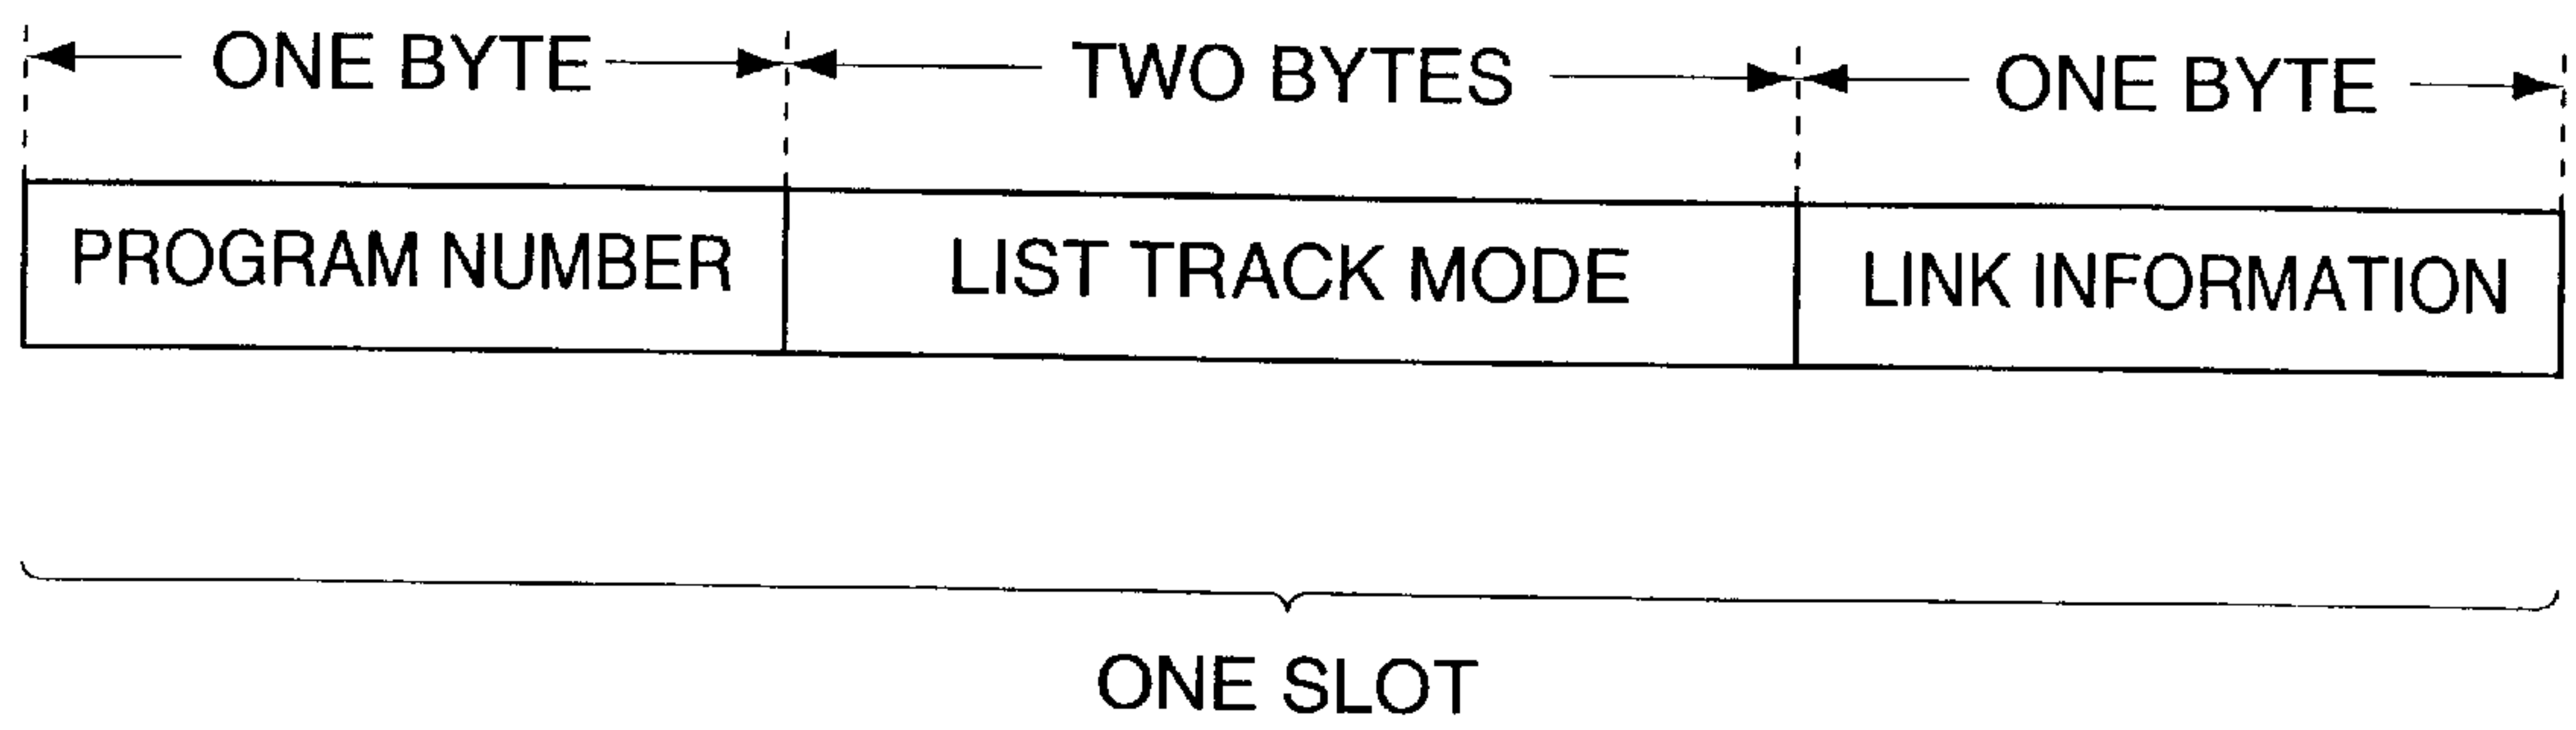 ONE BYTE TWO BYTES ONE BYTE
PROGRAM NUMBER LIST TRACK MODE LINK INFORMATION
ONE SLOT